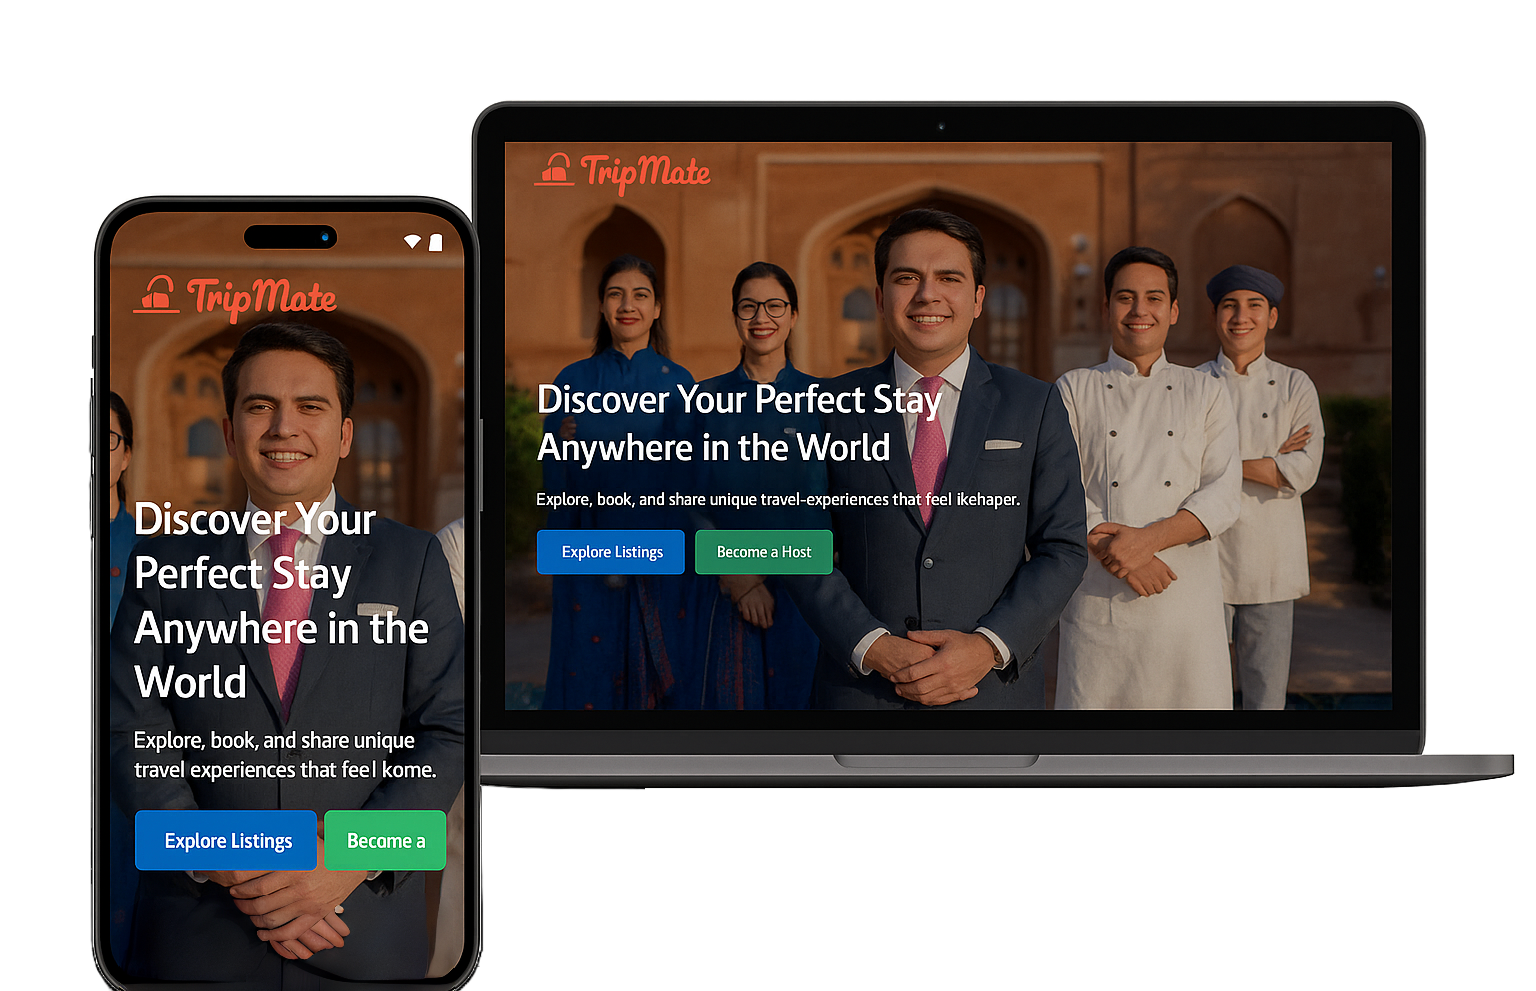 TripMate
Discover Your
Perfect Stay
Anywhere in the
World
Explore, book, and share unique
travel experiences that feel kome.
Explore Listings
Become a
TripMate
Discover Your Perfect Stay
Anywhere in the World
Explore, book, and share unique travel-experiences that feel ikehaper.
Explore Listings
Become a Host